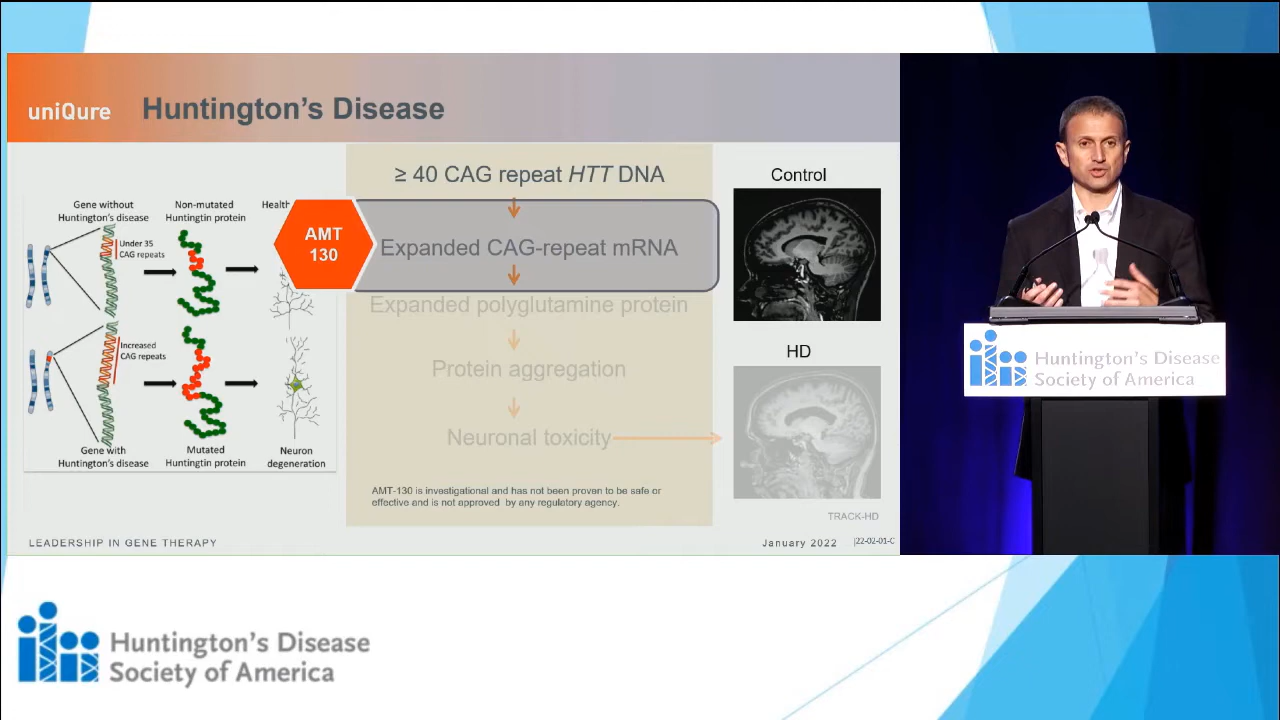 uniQure
Huntington's Disease
Gene without
Huntington's disease
Non-mutated
Huntingtin protein
Health
Under 35
CAG repeats
Increased
CAG repeats
Gene with
Huntington's disease
Mutated
Huntingtin protein
Neuron
degeneration
AMT
130
≥ 40 CAG repeat HTT DNA
Expanded CAG-repeat mRNA
Expanded polyglutamine protein
Protein aggregation
Neuronal toxicity
AMT-130 is investigational and has not been proven to be safe or
effective and is not approved by any regulatory agency.
Control
HD
TRACK-HD
LEADERSHIP IN GENE THERAPY
January 2022
|22-02-01-C
Huntington's Disease
Society of America
Huntington's Disease
Society of America